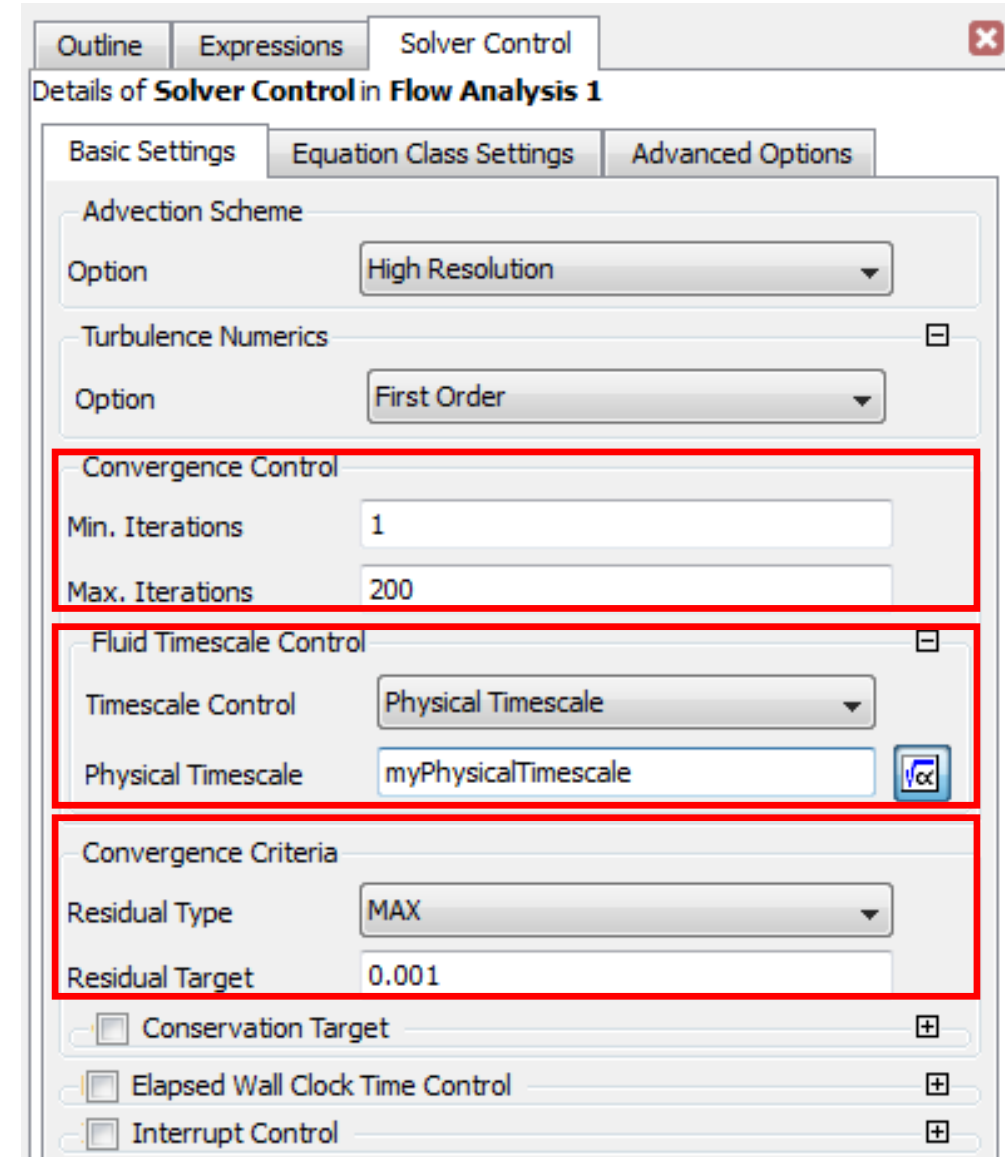 Outline Expressions Solver Control
Details of Solver Control in Flow Analysis 1
Basic Settings Equation Class Settings Advanced Options
Advection Scheme
Option High Resolution
Turbulence Numerics
Option First Order
Convergence Control
Min. Iterations 1
Max. Iterations 200
Fluid Timescale Control
Timescale Control Physical Timescale
Physical Timescale myPhysicalTimescale
Convergence Criteria
Residual Type MAX
Residual Target 0.001
Conservation Target
Elapsed Wall Clock Time Control
Interrupt Control